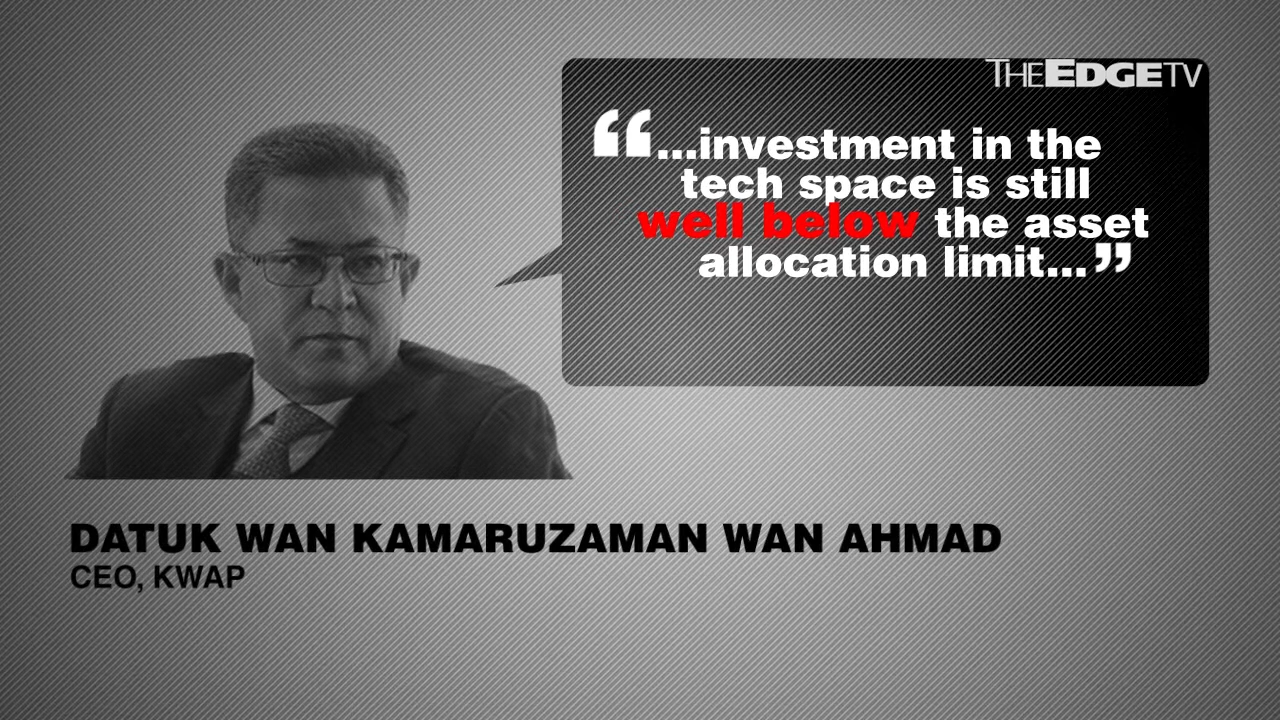 THEEDGETV
“...investment in the
tech space is still
well below the asset
allocation limit...”
DATUK WAN KAMARUZAMAN WAN AHMAD
CEO, KWAP